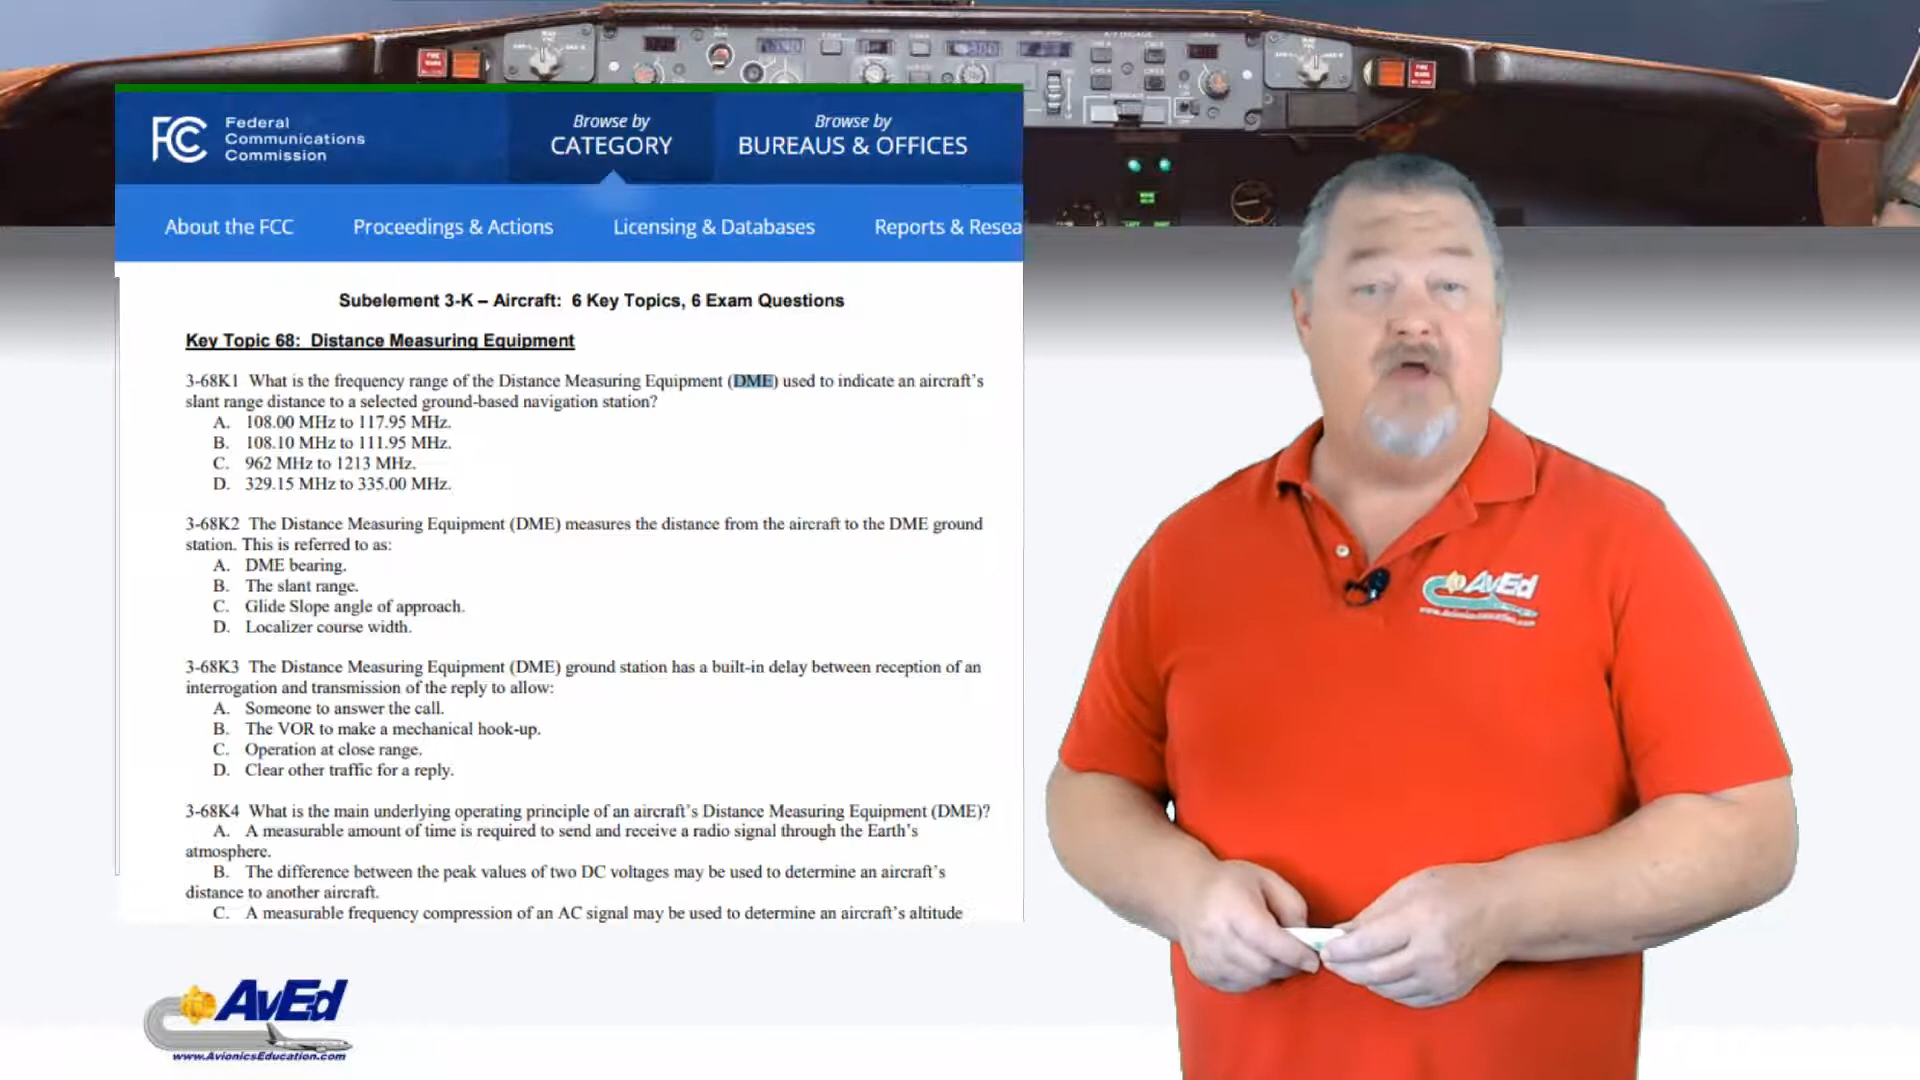 Federal
Communications
Commission
Browse by
CATEGORY
Browse by
BUREAUS & OFFICES
About the FCC
Proceedings & Actions
Licensing & Databases
Reports & Resea
Subelement 3-K – Aircraft: 6 Key Topics, 6 Exam Questions
Key Topic 68: Distance Measuring Equipment
3-68K1 What is the frequency range of the Distance Measuring Equipment (DME) used to indicate an aircraft's
slant range distance to a selected ground-based navigation station?
A. 108.00 MHz to 117.95 MHz.
B. 108.10 MHz to 111.95 MHz.
C. 962 MHz to 1213 MHz.
D. 329.15 MHz to 335.00 MHz.
3-68K2 The Distance Measuring Equipment (DME) measures the distance from the aircraft to the DME ground
station. This is referred to as:
A. DME bearing.
B. The slant range.
C. Glide Slope angle of approach.
D. Localizer course width.
3-68K3 The Distance Measuring Equipment (DME) ground station has a built-in delay between reception of an
interrogation and transmission of the reply to allow:
A. Someone to answer the call.
B. The VOR to make a mechanical hook-up.
C. Operation at close range.
D. Clear other traffic for a reply.
3-68K4 What is the main underlying operating principle of an aircraft's Distance Measuring Equipment (DME)?
A. A measurable amount of time is required to send and receive a radio signal through the Earth's
atmosphere.
B. The difference between the peak values of two DC voltages may be used to determine an aircraft's
distance to another aircraft.
C. A measurable frequency compression of an AC signal may be used to determine an aircraft's altitude
AvEd
AvEd
www.AvionicsEducation.com